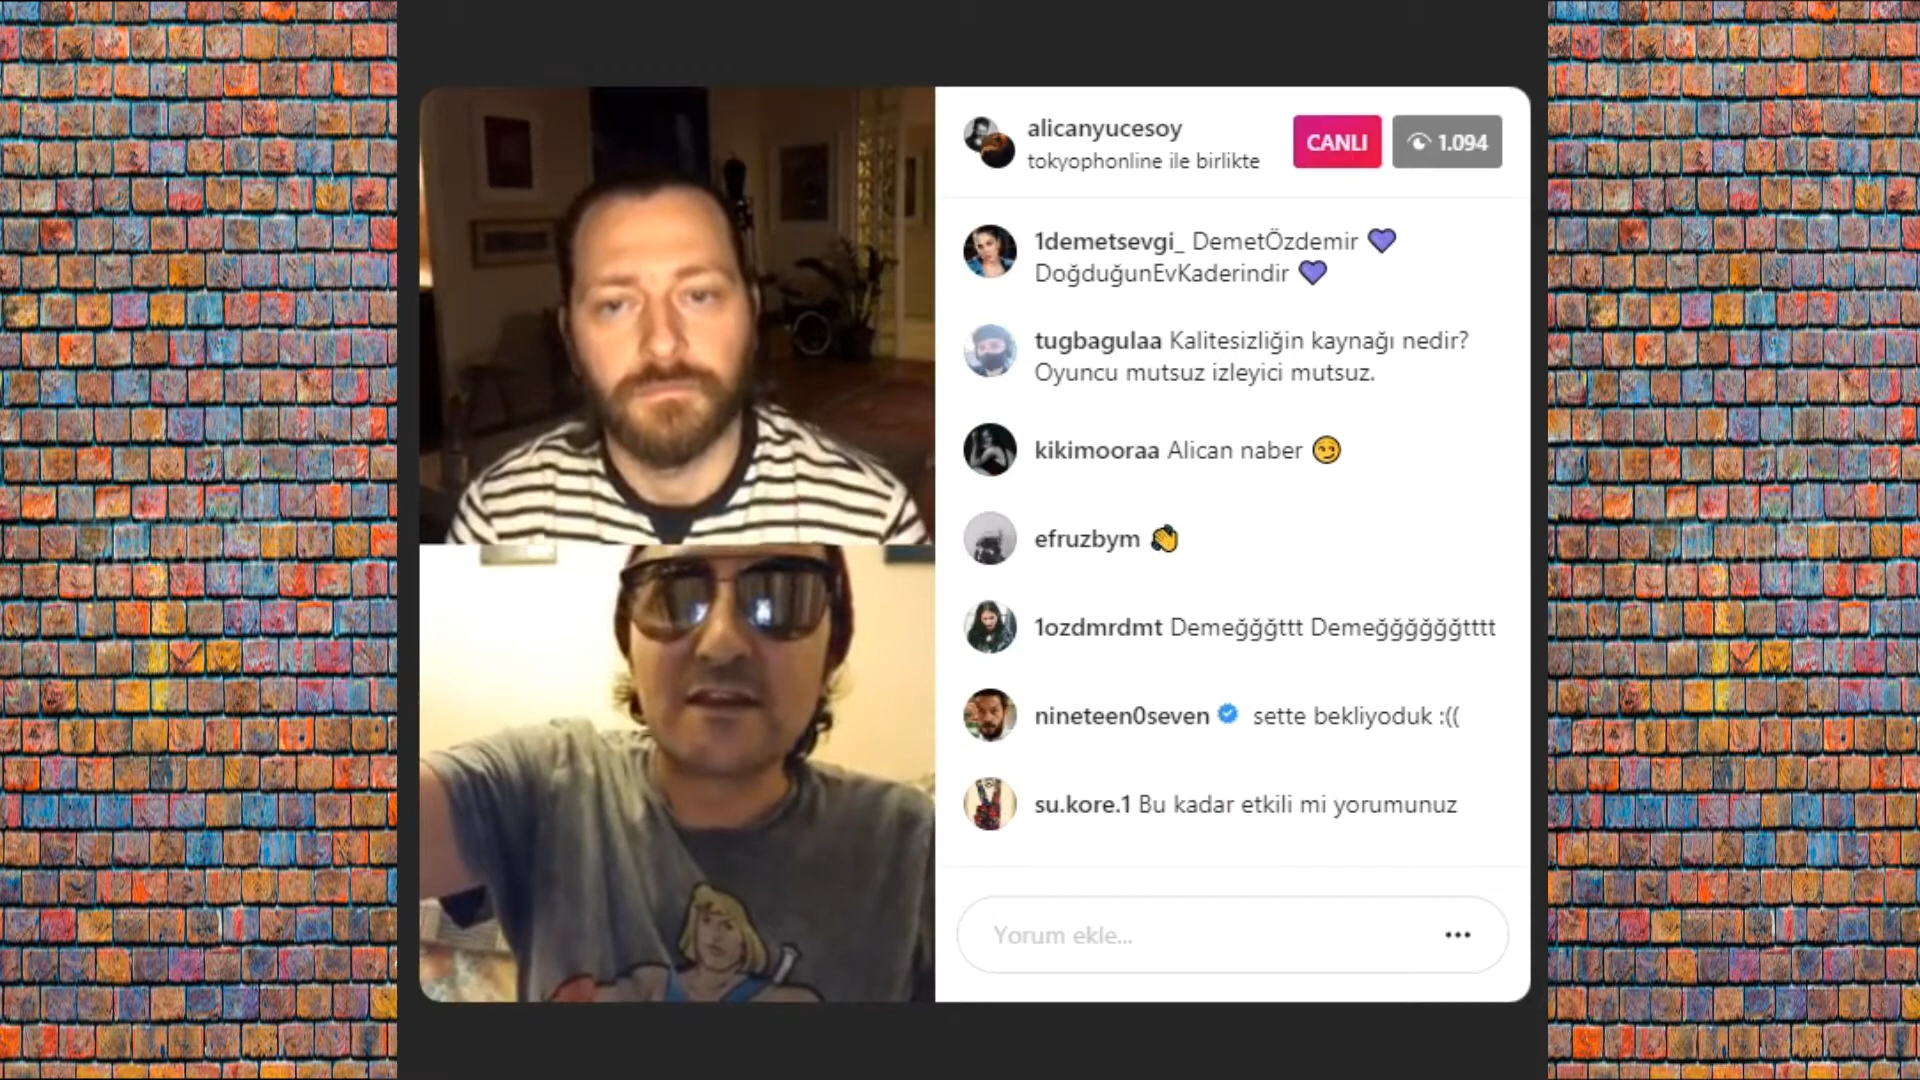 alicanyucesoy
tokyophonline ile birlikte
CANLI
1.094
1demetsevgi_ DemetÖzdemir 💜
DoğduğunEvKaderindir 💜
tugbagulaa Kalitesizliğin kaynağı nedir?
Oyuncu mutsuz izleyici mutsuz.
kikimooraa Alican naber 😏
efruzbym 👏
1ozdmrdmt Demeğğğttt Demeğğğğğğtttt
nineteen0seven sette bekliyoduk :((
su.kore.1 Bu kadar etkili mi yorumunuz
Yorum ekle...